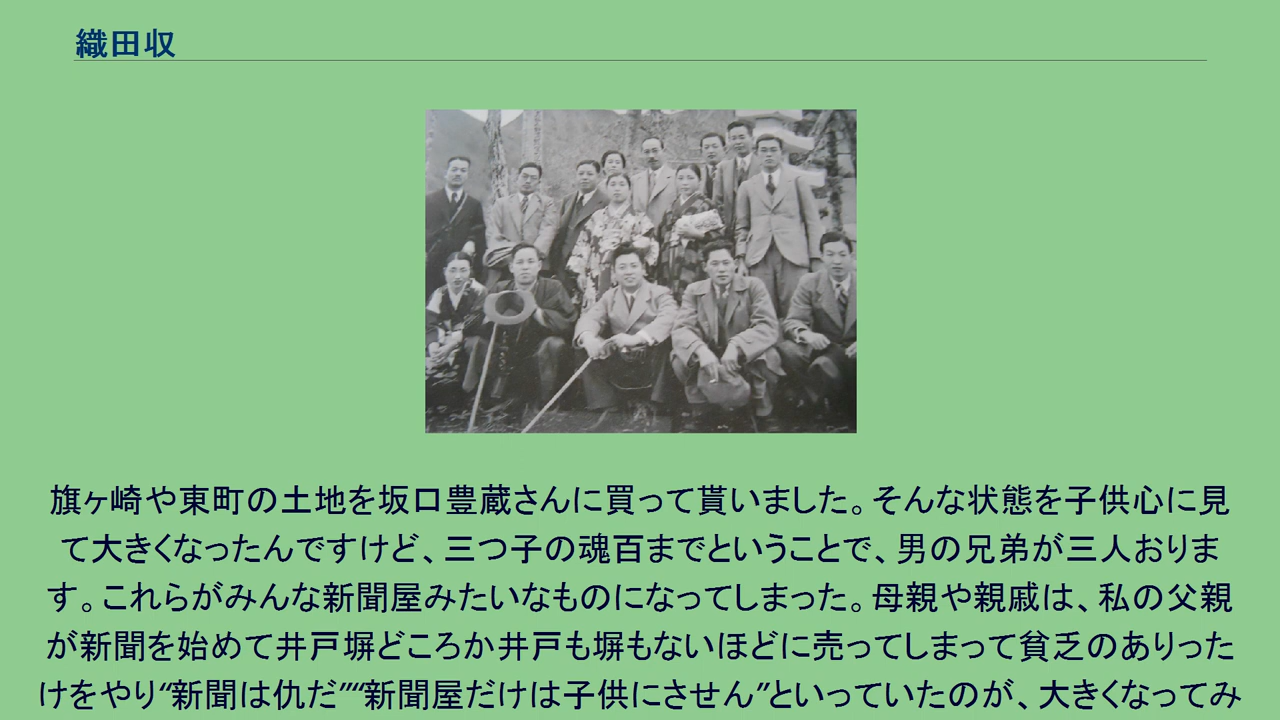 織田収
旗ヶ崎や東町の土地を坂口豊蔵さんに買って貰いました。そんな状態を子供心に見
て大きくなったんですけど、三つ子の魂百までということで、男の兄弟が三人おりま
す。これらがみんな新聞屋みたいなものになってしまった。母親や親戚は、私の父親
が新聞を始めて井戸塀どころか井戸も塀もないほどに売ってしまって貧乏のありった
けをやり“新聞は仇だ”“新聞屋だけは子供にさせん”といっていたのが、大きくなってみ